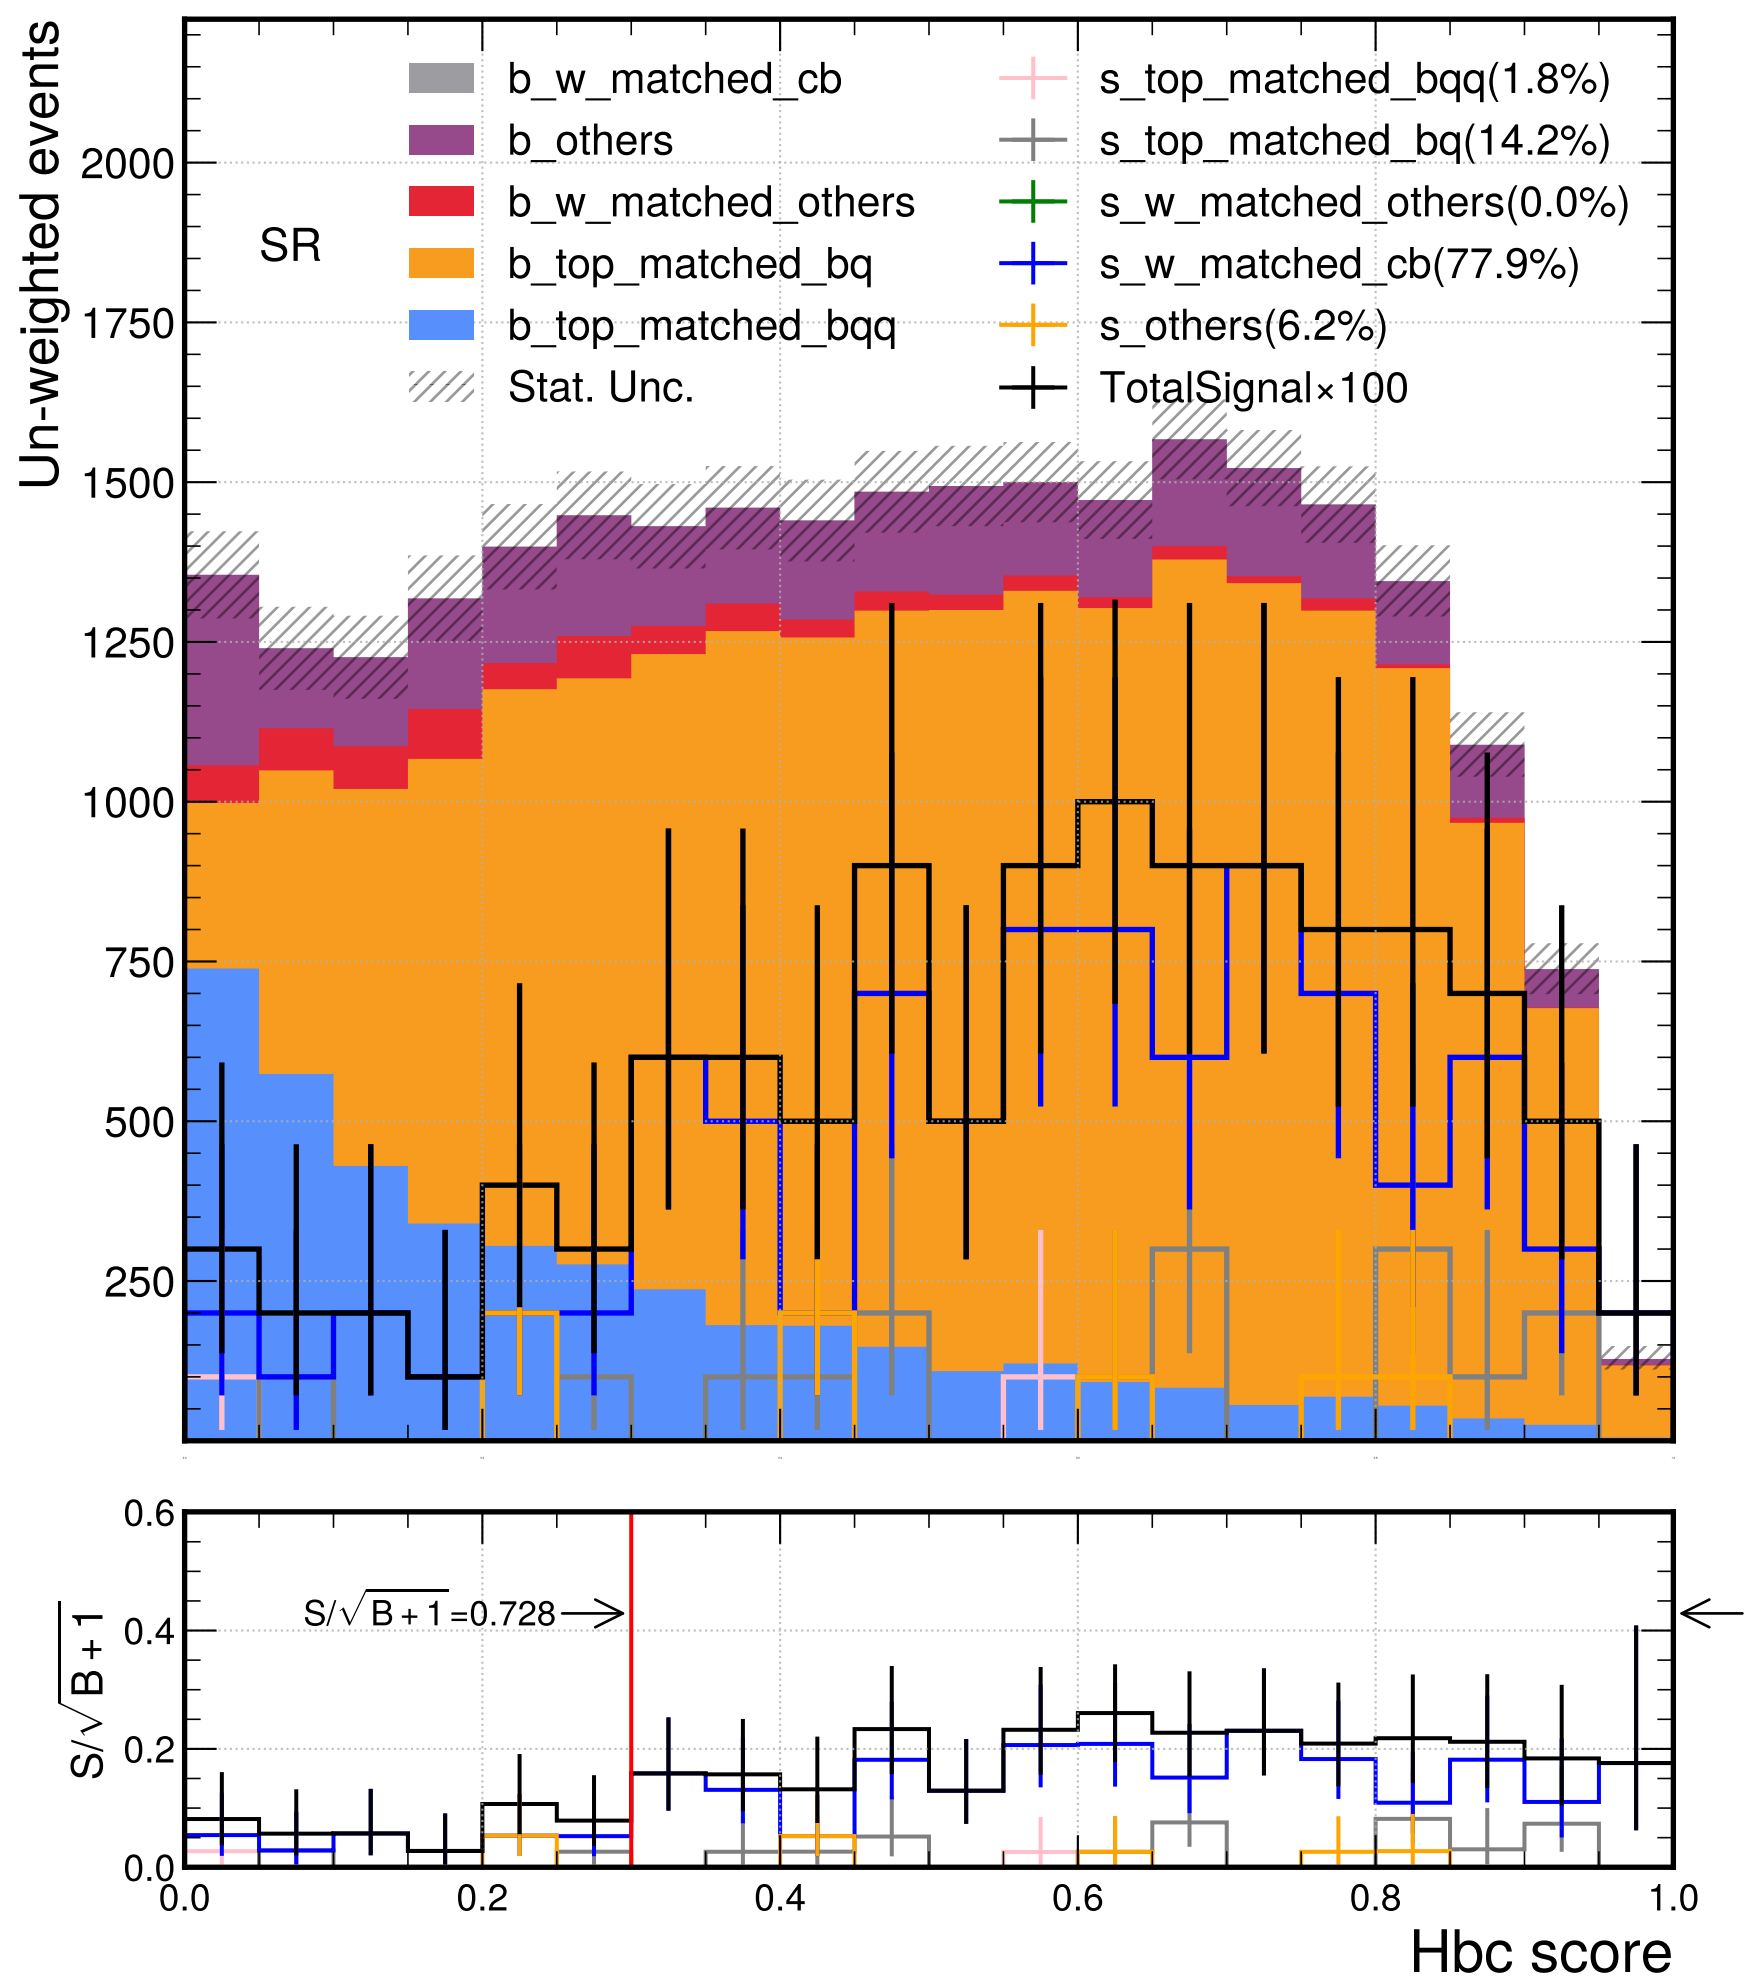 Un-weighted events
b_w_matched_cb
b_others
b_w_matched_others
b_top_matched_bq
b_top_matched_bqq
Stat. Unc.
s_top_matched_bqq(1.8%)
s_top_matched_bq(14.2%)
s_w_matched_others(0.0%)
s_w_matched_cb(77.9%)
s_others(6.2%)
TotalSignal×100
SR
2000
1750
1500
1250
1000
750
500
250
S/√B + 1
0.6
0.4
0.2
0.0
S/√B + 1=0.728
0.0 0.2 0.4 0.6 0.8 1.0
Hbc score